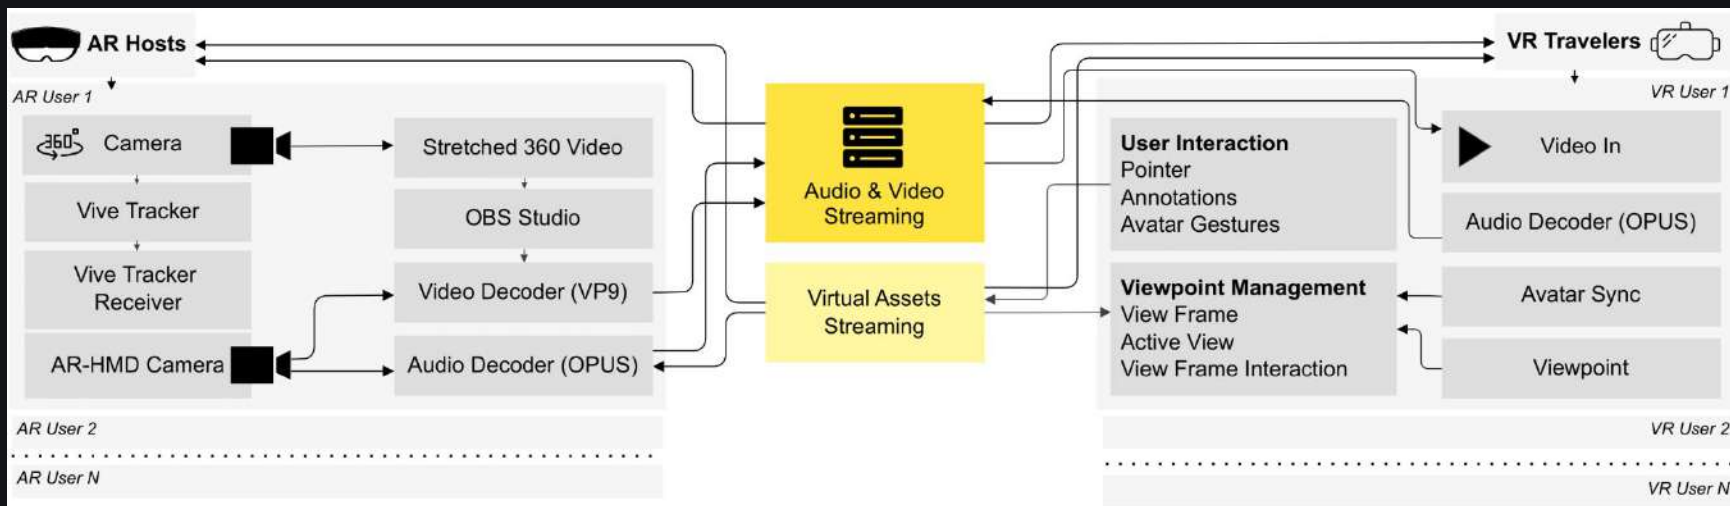 AR Hosts
AR User 1
360°
Camera
Vive Tracker
Vive Tracker
Receiver
AR-HMD Camera
Stretched 360 Video
OBS Studio
Video Decoder (VP9)
Audio Decoder (OPUS)
AR User 2
AR User N
Audio & Video
Streaming
Virtual Assets
Streaming
VR Travelers
VR User 1
User Interaction
Pointer
Annotations
Avatar Gestures
Viewpoint Management
View Frame
Active View
View Frame Interaction
Video In
Audio Decoder (OPUS)
Avatar Sync
Viewpoint
VR User 2
VR User N